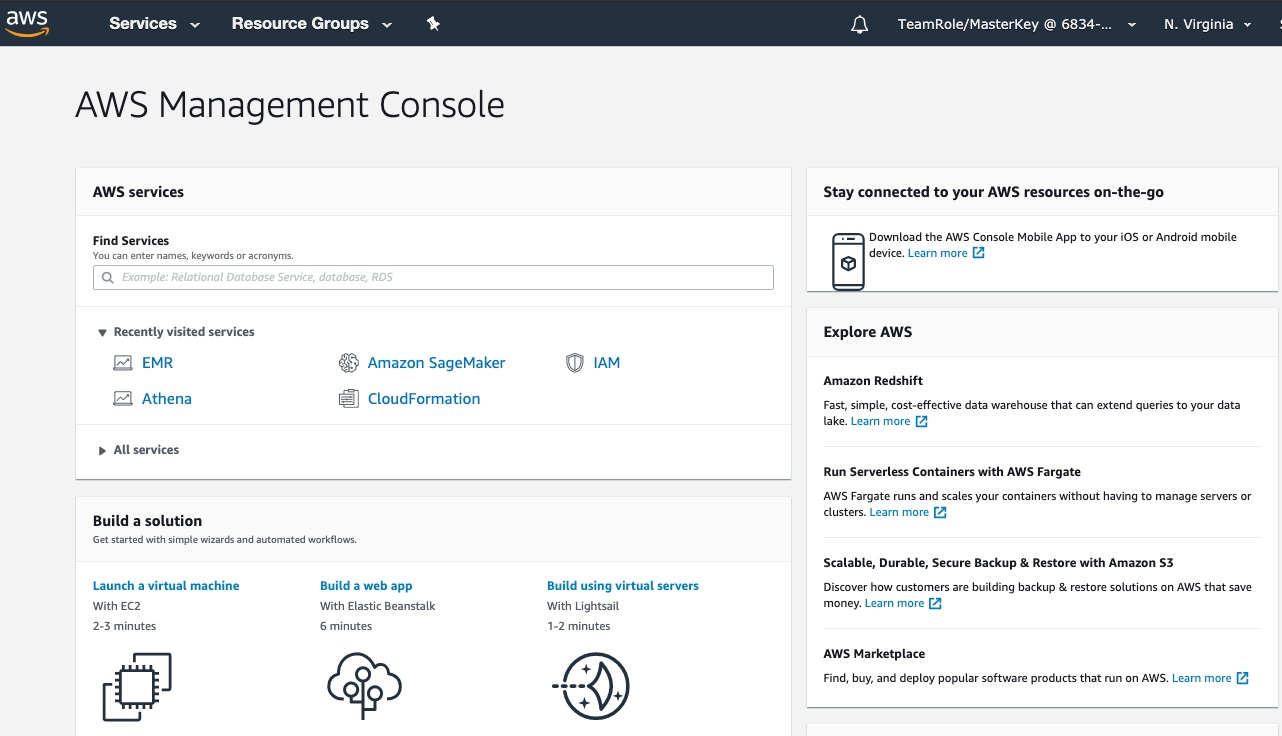 aws
Services
Resource Groups
TeamRole/MasterKey @ 6834-...
N. Virginia
AWS Management Console
AWS services
Find Services
You can enter names, keywords or acronyms.
Example: Relational Database Service, database, RDS
Recently visited services
EMR
Amazon SageMaker
IAM
Athena
CloudFormation
All services
Build a solution
Get started with simple wizards and automated workflows.
Launch a virtual machine
With EC2
2-3 minutes
Build a web app
With Elastic Beanstalk
6 minutes
Build using virtual servers
With Lightsail
1-2 minutes
Stay connected to your AWS resources on-the-go
Download the AWS Console Mobile App to your iOS or Android mobile
device. Learn more
Explore AWS
Amazon Redshift
Fast, simple, cost-effective data warehouse that can extend queries to your data
lake. Learn more
Run Serverless Containers with AWS Fargate
AWS Fargate runs and scales your containers without having to manage servers or
clusters. Learn more
Scalable, Durable, Secure Backup & Restore with Amazon S3
Discover how customers are building backup & restore solutions on AWS that save
money. Learn more
AWS Marketplace
Find, buy, and deploy popular software products that run on AWS. Learn more